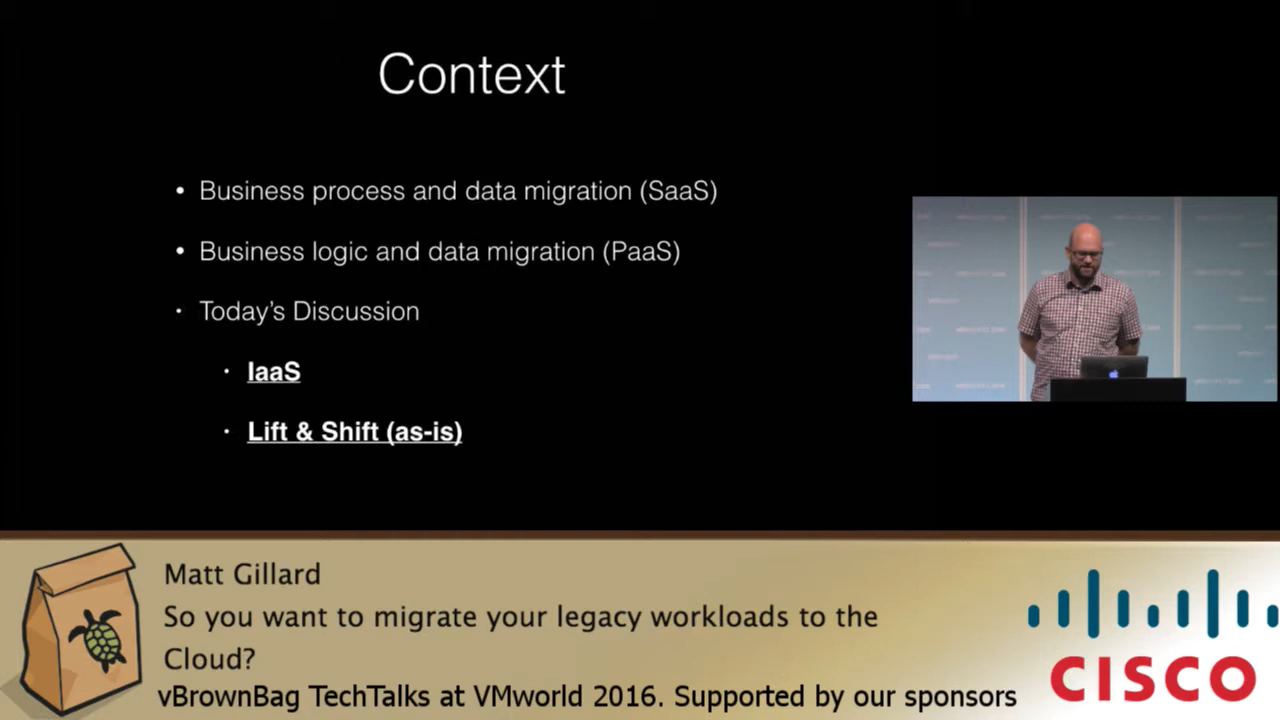 Context
• Business process and data migration (SaaS)
• Business logic and data migration (PaaS)
• Today's Discussion
• IaaS
• Lift & Shift (as-is)
Matt Gillard
So you want to migrate your legacy workloads to the
Cloud?
vBrownBag TechTalks at VMworld 2016. Supported by our sponsors
CISCO